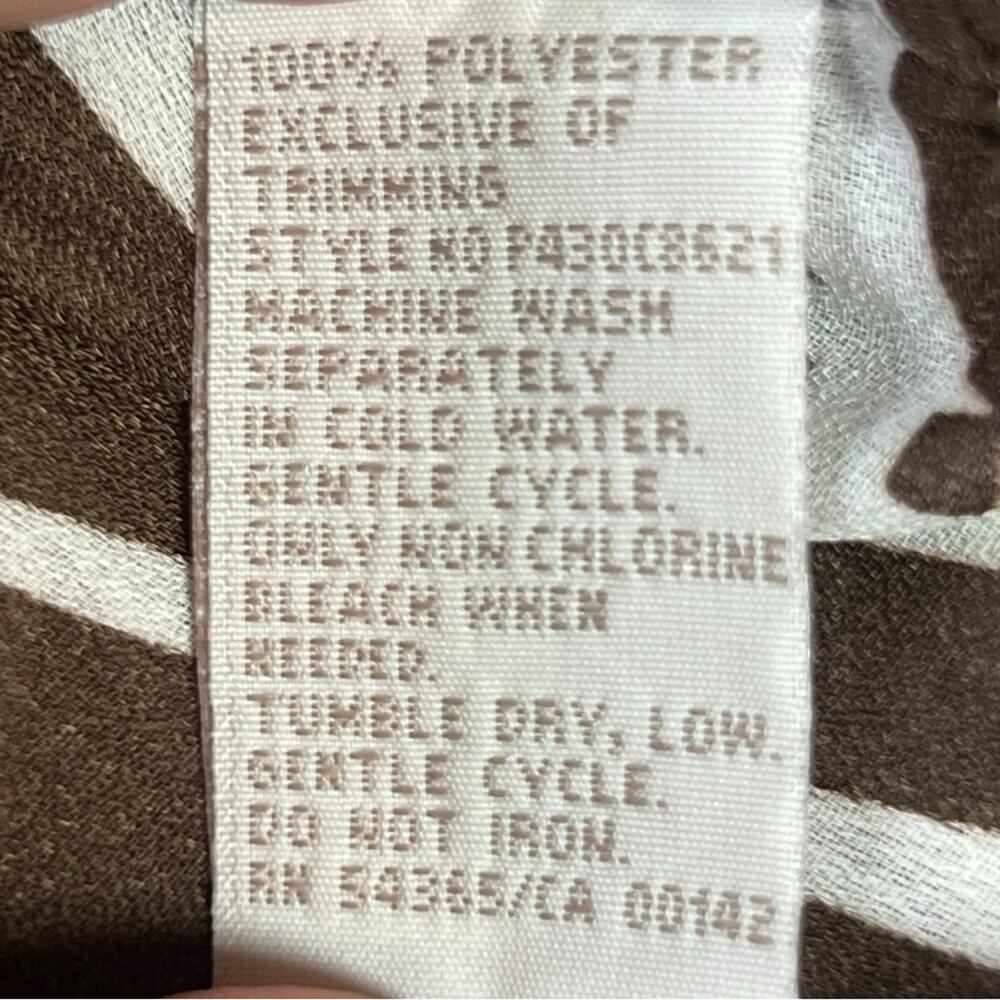 100% POLYESTER
EXCLUSIVE OF
TRIMMING
STYLE NO P430C8621
MACHINE WASH
SEPARATELY
IN COLD WATER.
GENTLE CYCLE.
ONLY NON CHLORINE
BLEACH WHEN
NEEDED.
TUMBLE DRY, LOW.
GENTLE CYCLE.
DO NOT IRON.
RN 54365/CA 00142